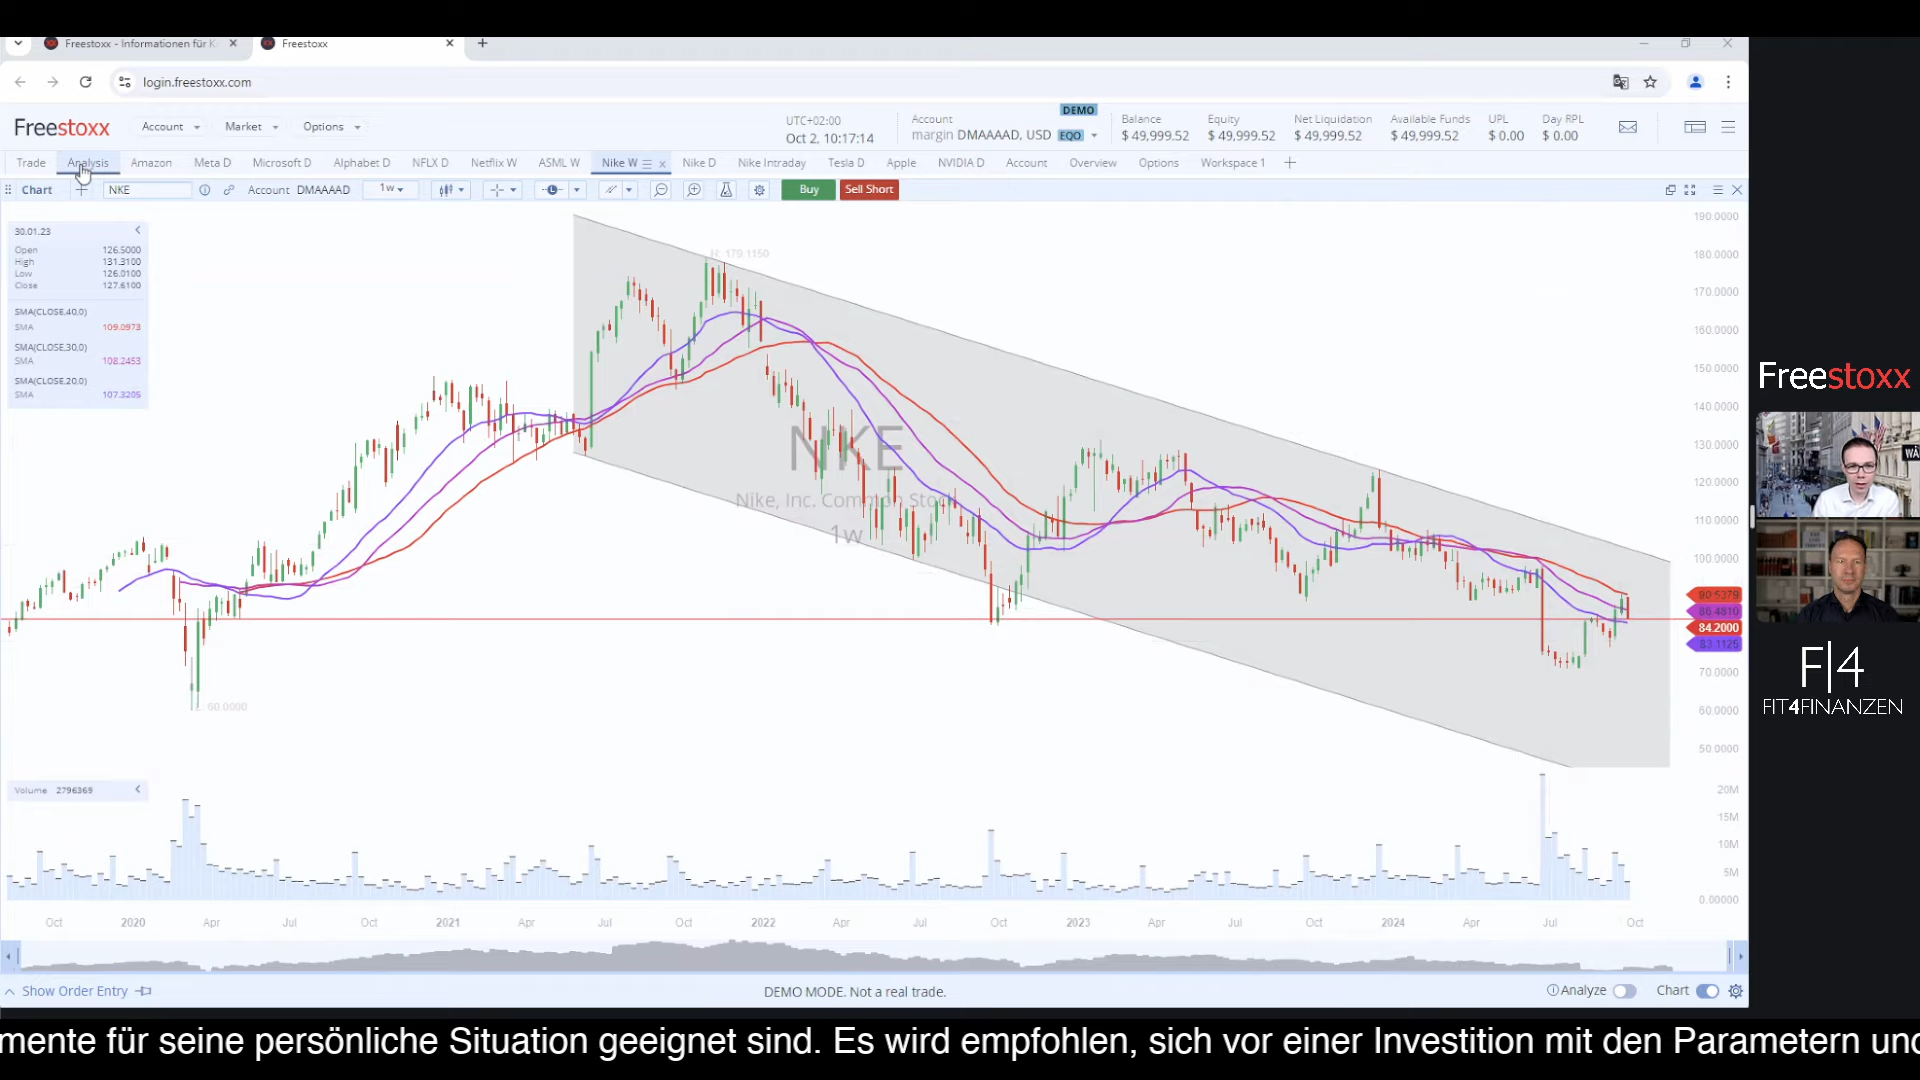 Freestoxx - Informationen für K
Freestoxx
login.freestoxx.com
Freestoxx
Account
Market
Options
UTC+02:00
Oct 2, 10:17:14
Account
margin DMAAAAD, USD EQO
DEMO
Balance
$ 49,999.52
Equity
$ 49,999.52
Net Liquidation
$ 49,999.52
Available Funds
$ 49,999.52
UPL
$ 0.00
Day RPL
$ 0.00
Trade Analysis Amazon Meta D Microsoft D Alphabet D NFLX D Netflix W ASML W Nike W Nike D Nike Intraday Tesla D Apple NVIDIA D Account Overview Options Workspace 1
Chart NKE Account DMAAAAD 1w Buy Sell Short
30.01.23
Open 126.5000
High 131.3100
Low 126.0100
Close 127.6100
SMA(CLOSE,40,0)
SMA 109.0973
SMA(CLOSE,30,0)
SMA 108.2453
SMA(CLOSE,20,0)
SMA 107.3205
H: 179.1150
NKE
Nike, Inc. Common Stock
1w
60.0000
190.0000
180.0000
170.0000
160.0000
150.0000
140.0000
130.0000
120.0000
110.0000
100.0000
90.5379
86.4810
84.2000
83.1125
70.0000
60.0000
50.0000
Volume 2796369
20M
15M
10M
5M
0.00000
Oct 2020 Apr Jul Oct 2021 Apr Jul Oct 2022 Apr Jul Oct 2023 Apr Jul Oct 2024 Apr Jul Oct
Show Order Entry
DEMO MODE. Not a real trade.
Analyze
Chart
Freestoxx
F|4
FIT4FINANZEN
mente für seine persönliche Situation geeignet sind. Es wird empfohlen, sich vor einer Investition mit den Parametern und